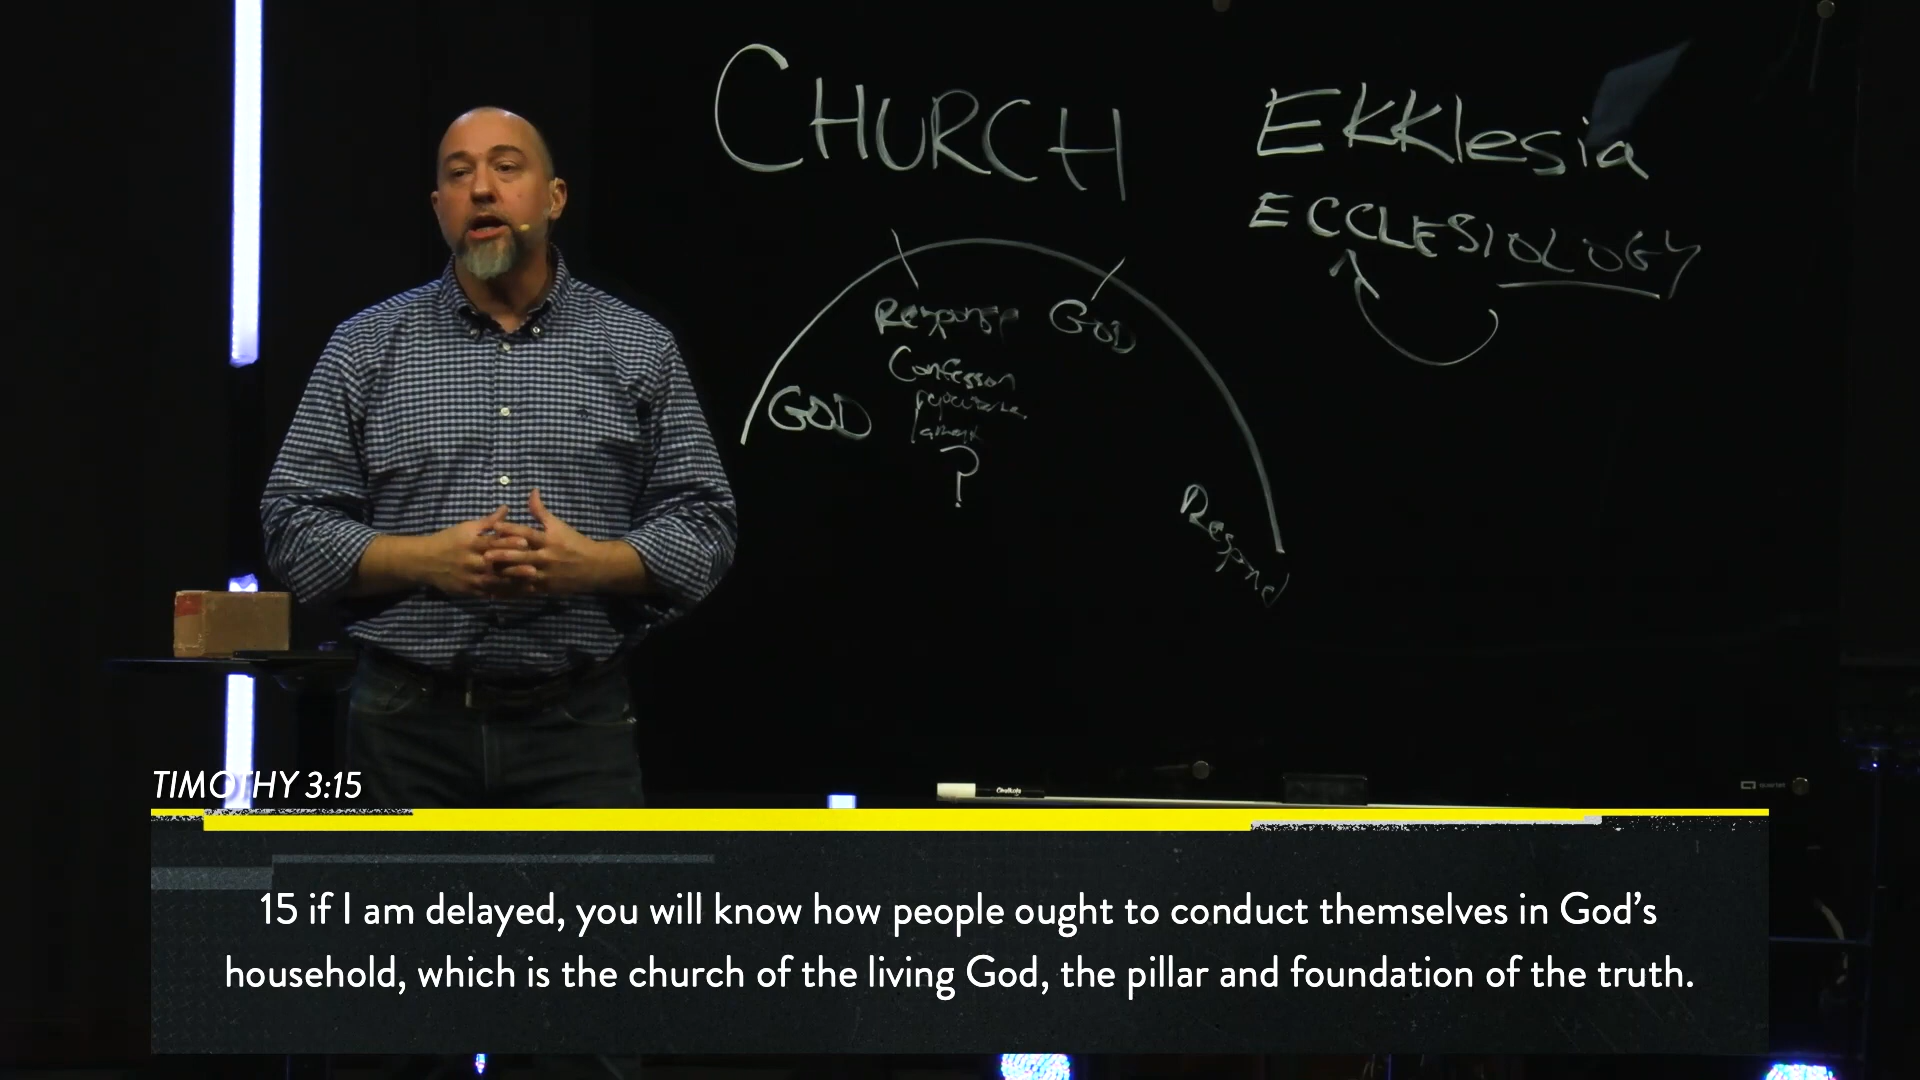 CHURCH
EKKlesia
ECCLESIOLOGY
Response
GOD
Confession
GOD
?
Respond
TIMOTHY 3:15
15 if I am delayed, you will know how people ought to conduct themselves in God's
household, which is the church of the living God, the pillar and foundation of the truth.